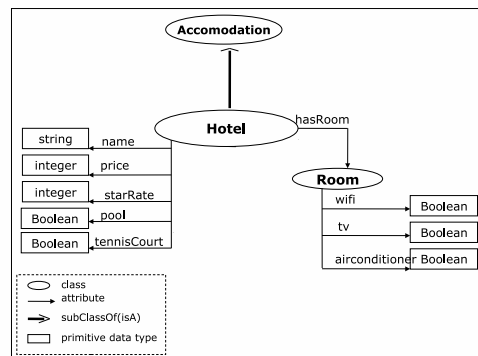 Accomodation
Hotel
hasRoom
string
name
integer
price
integer
starRate
Boolean
pool
Boolean
tennisCourt
Room
wifi
Boolean
tv
Boolean
airconditioner
Boolean
class
attribute
subClassOf(isA)
primitive data type